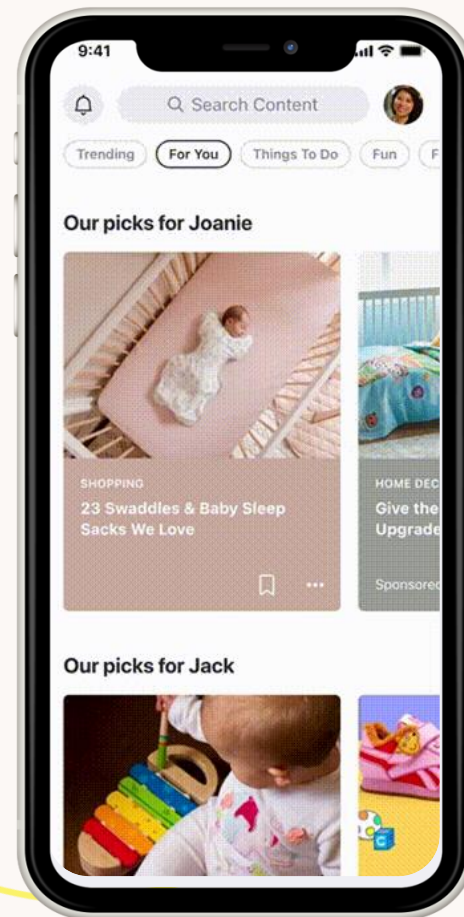 9:41
Search Content
Trending
For You
Things To Do
Fun
F
Our picks for Joanie
SHOPPING
23 Swaddles & Baby Sleep
Sacks We Love
HOME DEC
Give the
Upgrade
Sponsored
Our picks for Jack